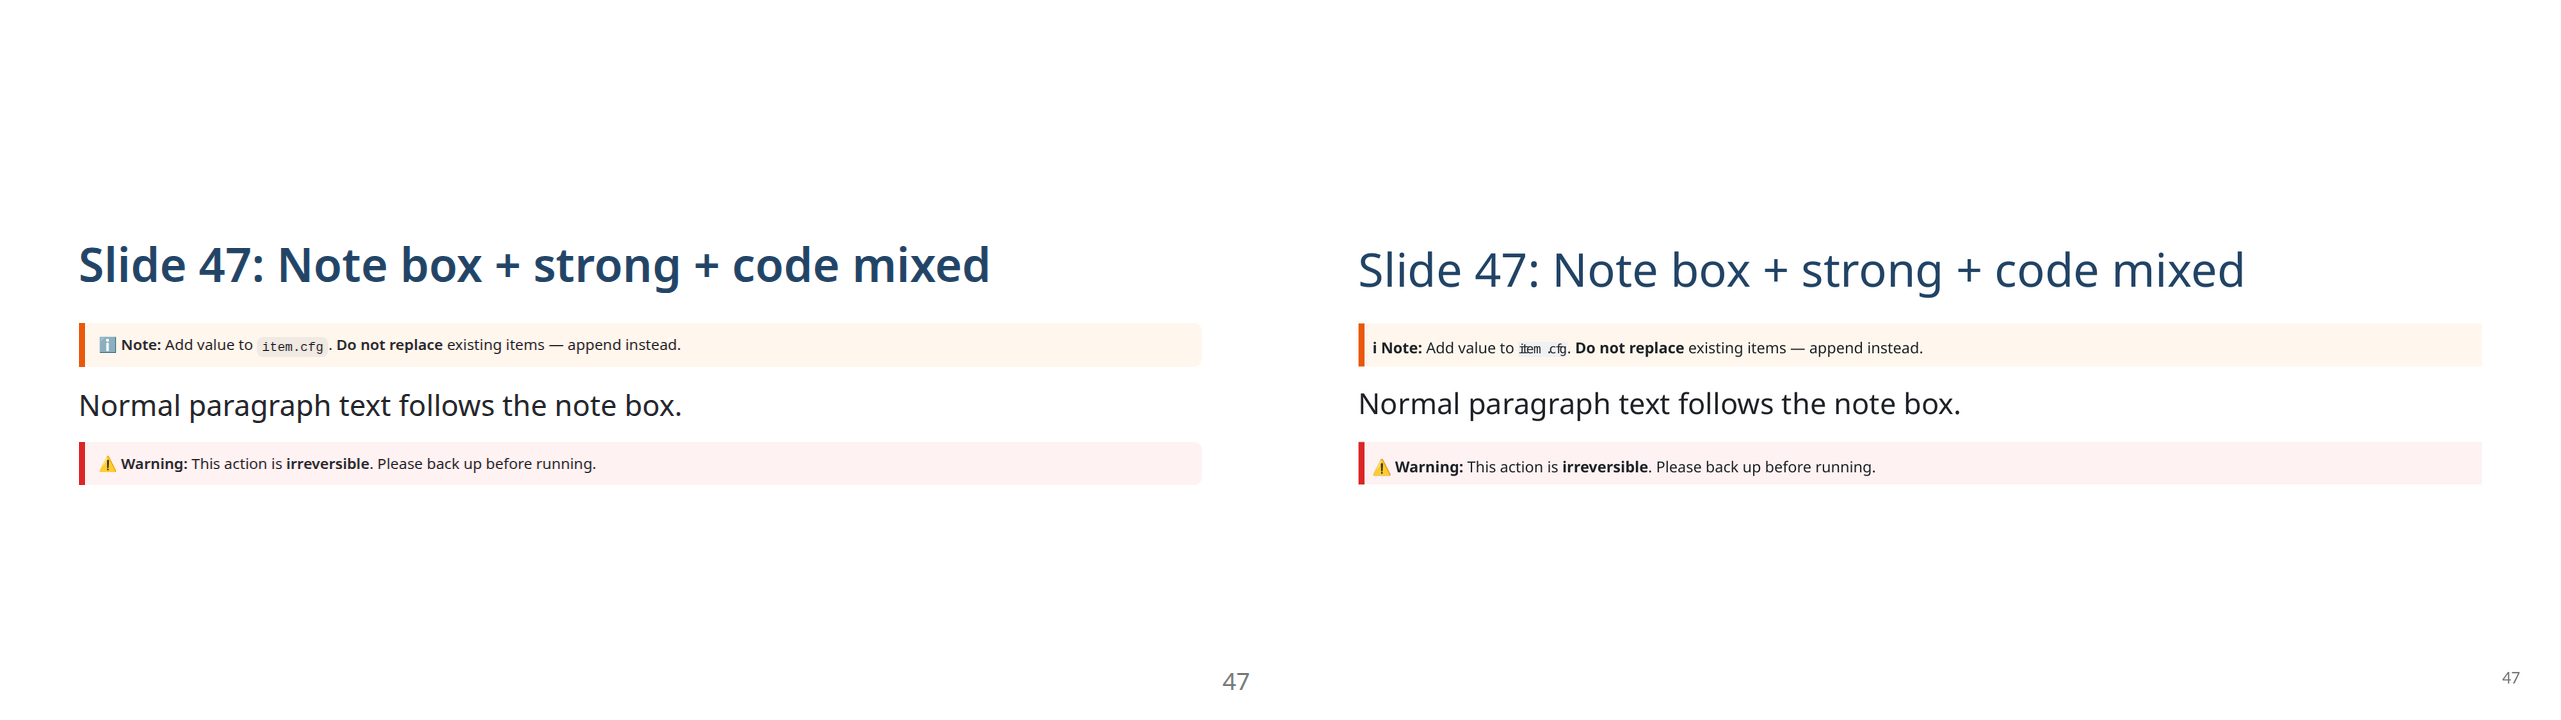 Slide 47: Note box + strong + code mixed
ℹ️ Note: Add value to item.cfg. Do not replace existing items — append instead.
Normal paragraph text follows the note box.
⚠️ Warning: This action is irreversible. Please back up before running.
47
Slide 47: Note box + strong + code mixed
i Note: Add value to item.cfg. Do not replace existing items — append instead.
Normal paragraph text follows the note box.
⚠️ Warning: This action is irreversible. Please back up before running.
47